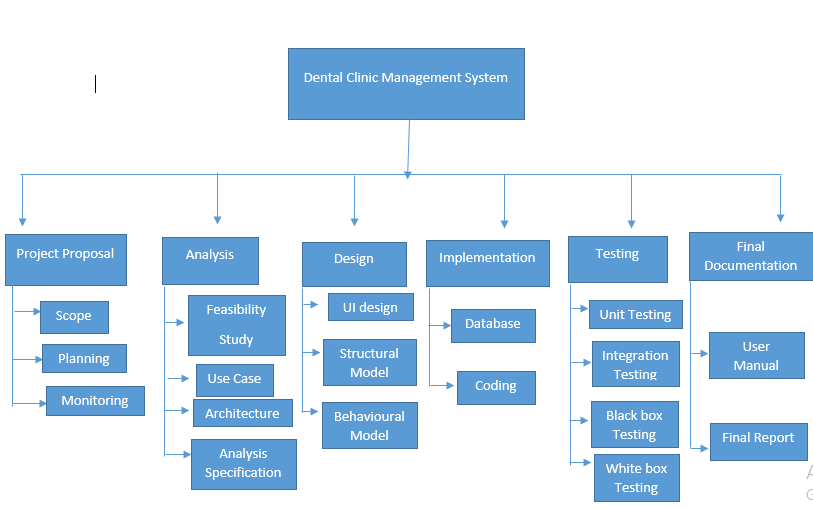 Dental Clinic Management System
Project Proposal
Scope
Planning
Monitoring
Analysis
Feasibility
Study
Use Case
Architecture
Analysis
Specification
Design
UI design
Structural
Model
Behavioural
Model
Implementation
Database
Coding
Testing
Unit Testing
Integration
Testing
Black box
Testing
White box
Testing
Final
Documentation
User
Manual
Final Report